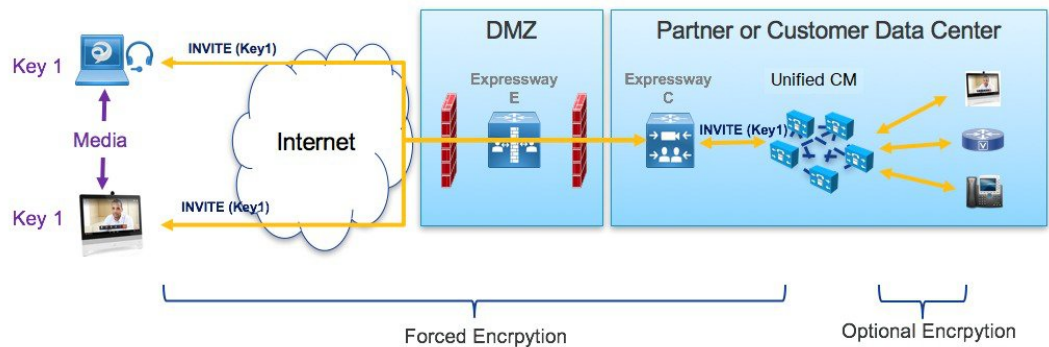 DMZ
Partner or Customer Data Center
Key 1
INVITE (Key1)
Expressway
E
Expressway
C
Unified CM
Media
Internet
INVITE (Key1)
V
Key 1
INVITE (Key1)
Forced Encrpytion
Optional Encrpytion